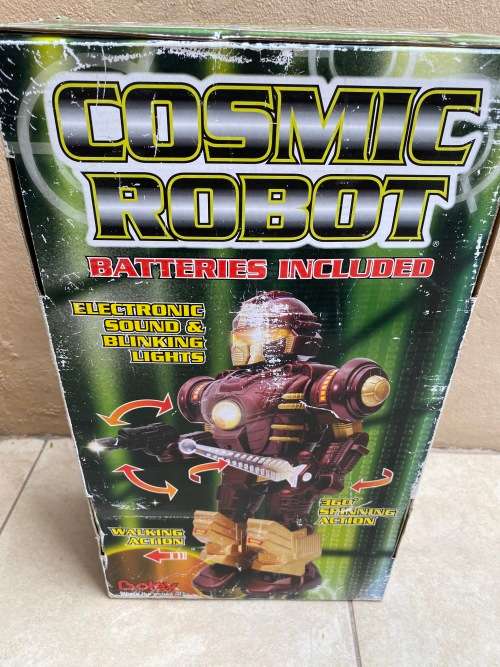 COSMIC
ROBOT®
BATTERIES INCLUDED
ELECTRONIC
SOUND &
BLINKING
LIGHTS
360°
SPINNING
ACTION
WALKING
ACTION